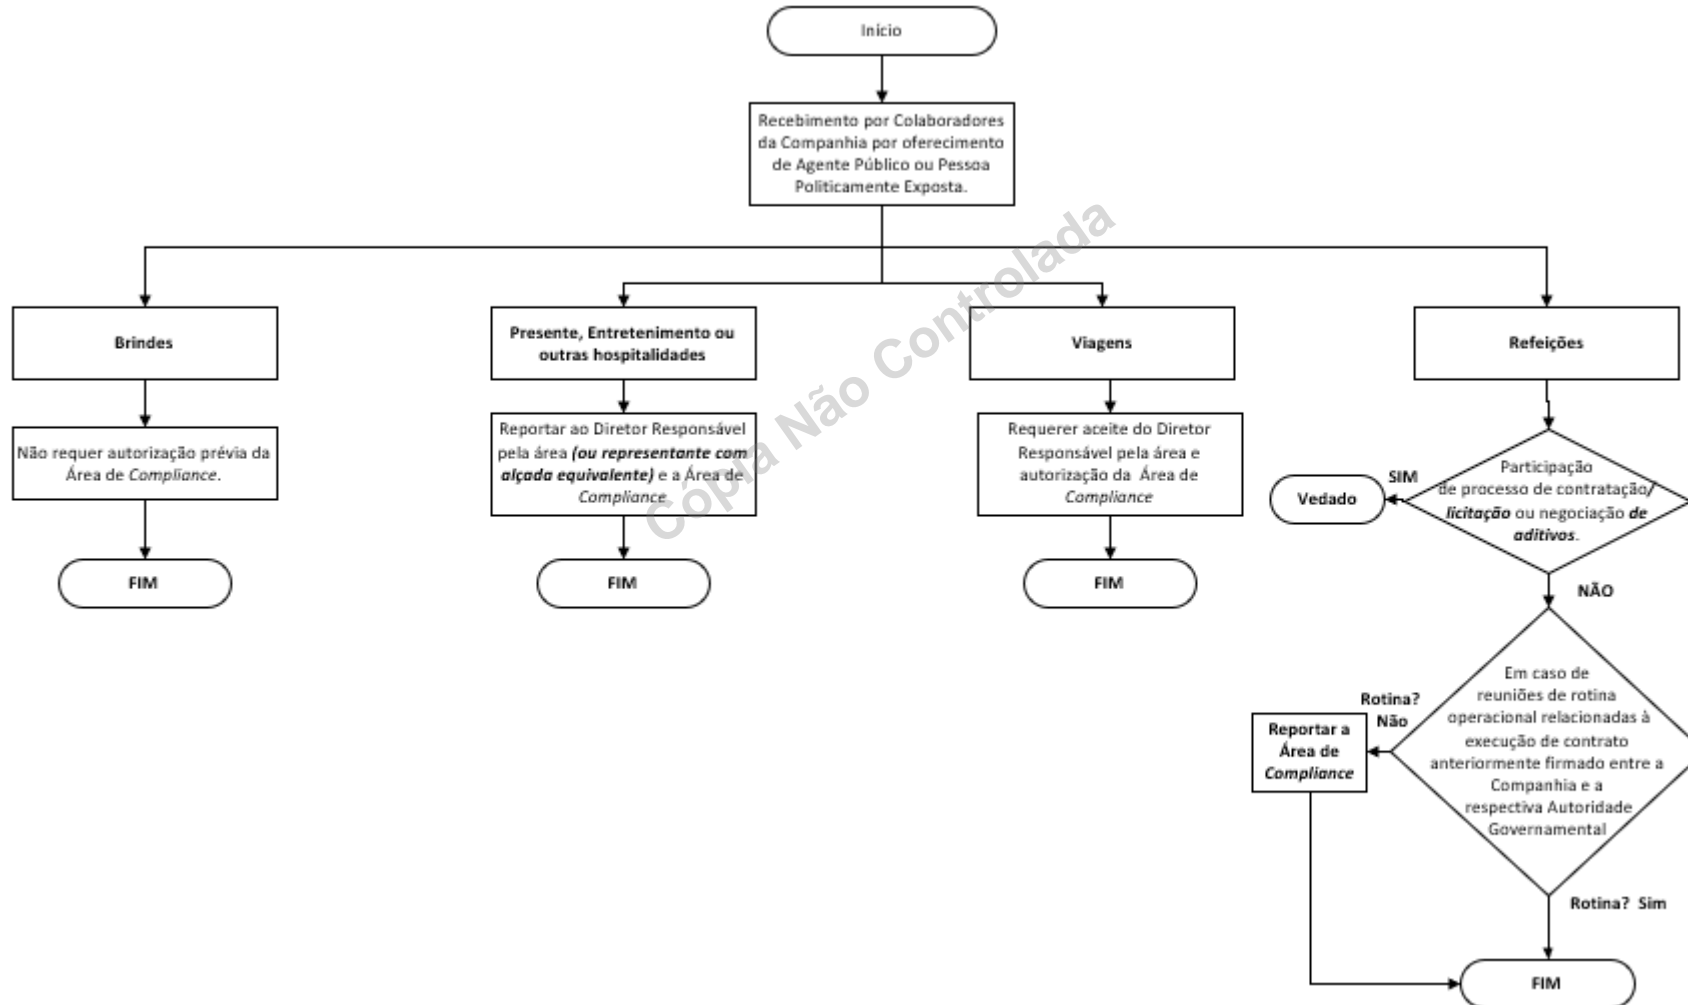 Início
Recebimento por Colaboradores
da Companhia por oferecimento
de Agente Público ou Pessoa
Politicamente Exposta.
Brindes
Presente, Entretenimento ou
outras hospitalidades
Viagens
Refeições
Não requer autorização prévia da
Área de Compliance.
Reportar ao Diretor Responsável
pela área (ou representante com
alçada equivalente) e a Área de
Compliance
Requerer aceite do Diretor
Responsável pela área e
autorização da Área de
Compliance
Participação
de processo de contratação/
licitação ou negociação de
aditivos.
SIM
Vedado
NÃO
FIM
FIM
FIM
Em caso de
reuniões de rotina
operacional relacionadas à
execução de contrato
anteriormente firmado entre a
Companhia e a
respectiva Autoridade
Governamental
Rotina?
Não
Reportar a
Área de
Compliance
Rotina? Sim
FIM
Cópia Não Controlada